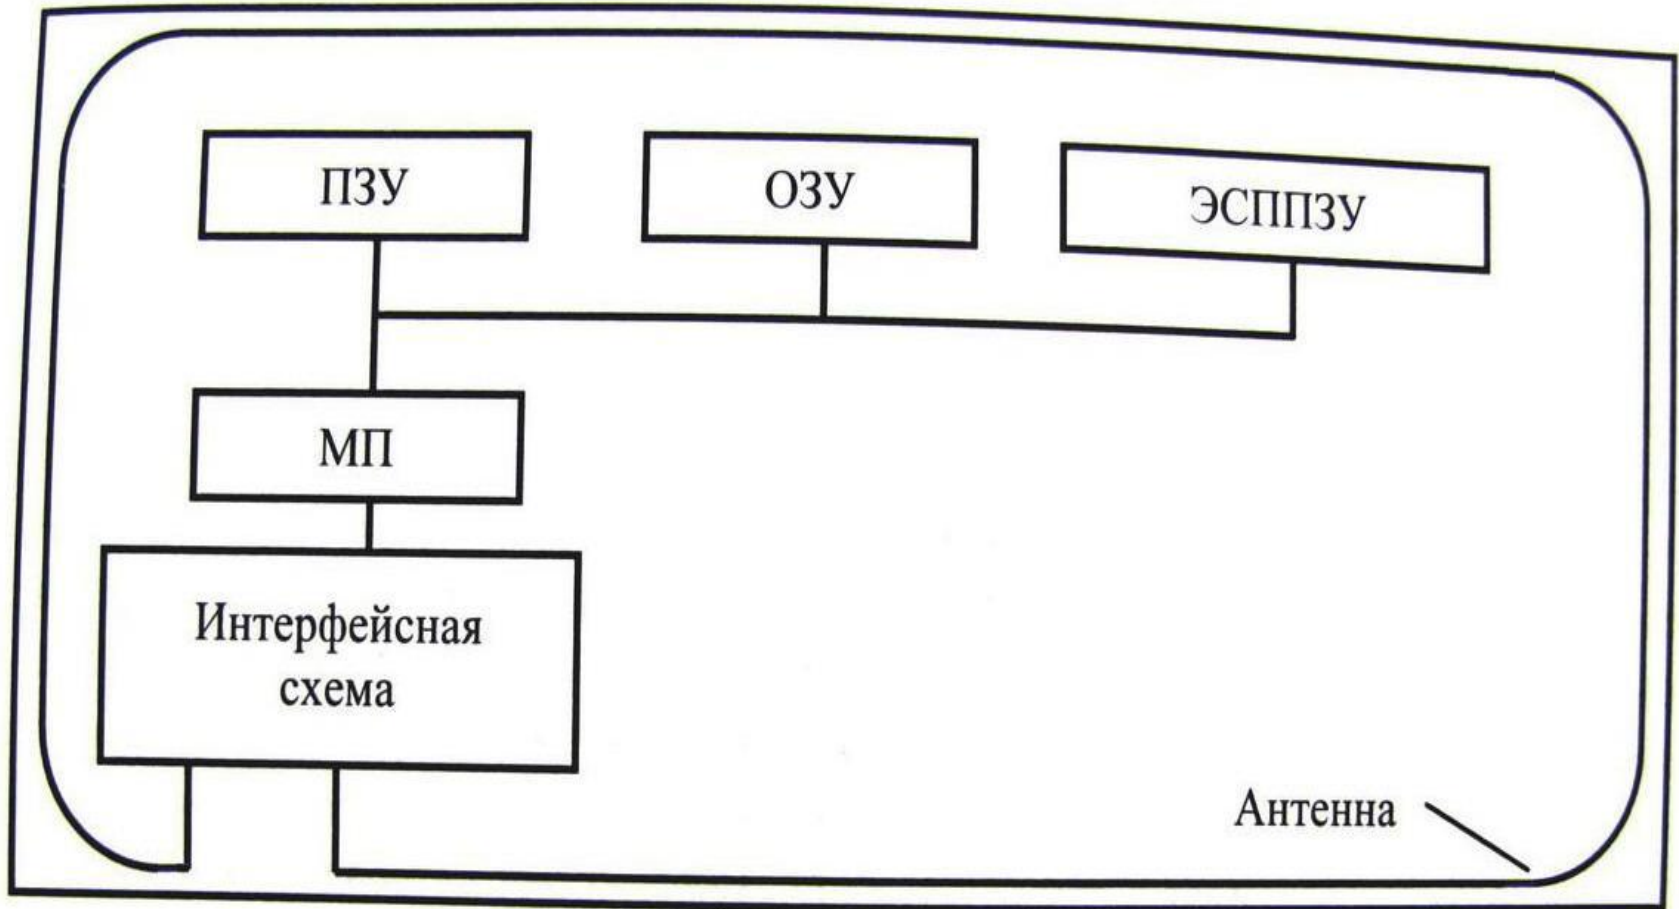 ПЗУ
ОЗУ
ЭСППЗУ
МП
Интерфейсная
схема
Антенна